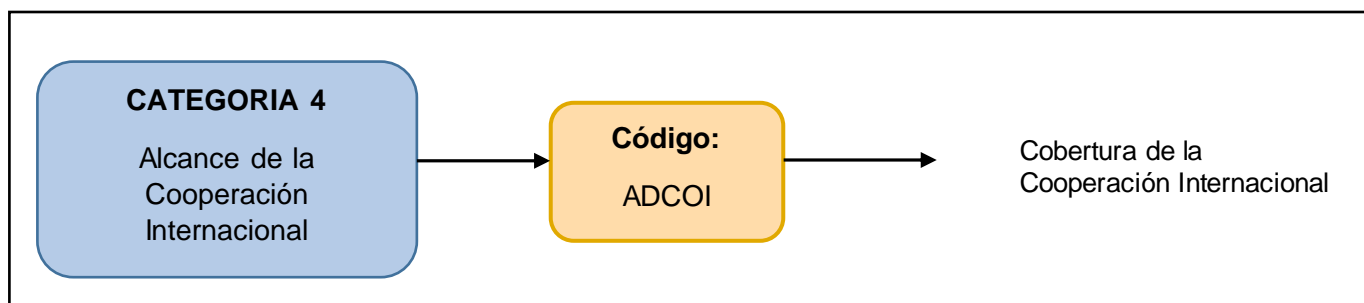 CATEGORIA 4
Alcance de la
Cooperación
Internacional
Código:
ADCOI
Cobertura de la
Cooperación Internacional